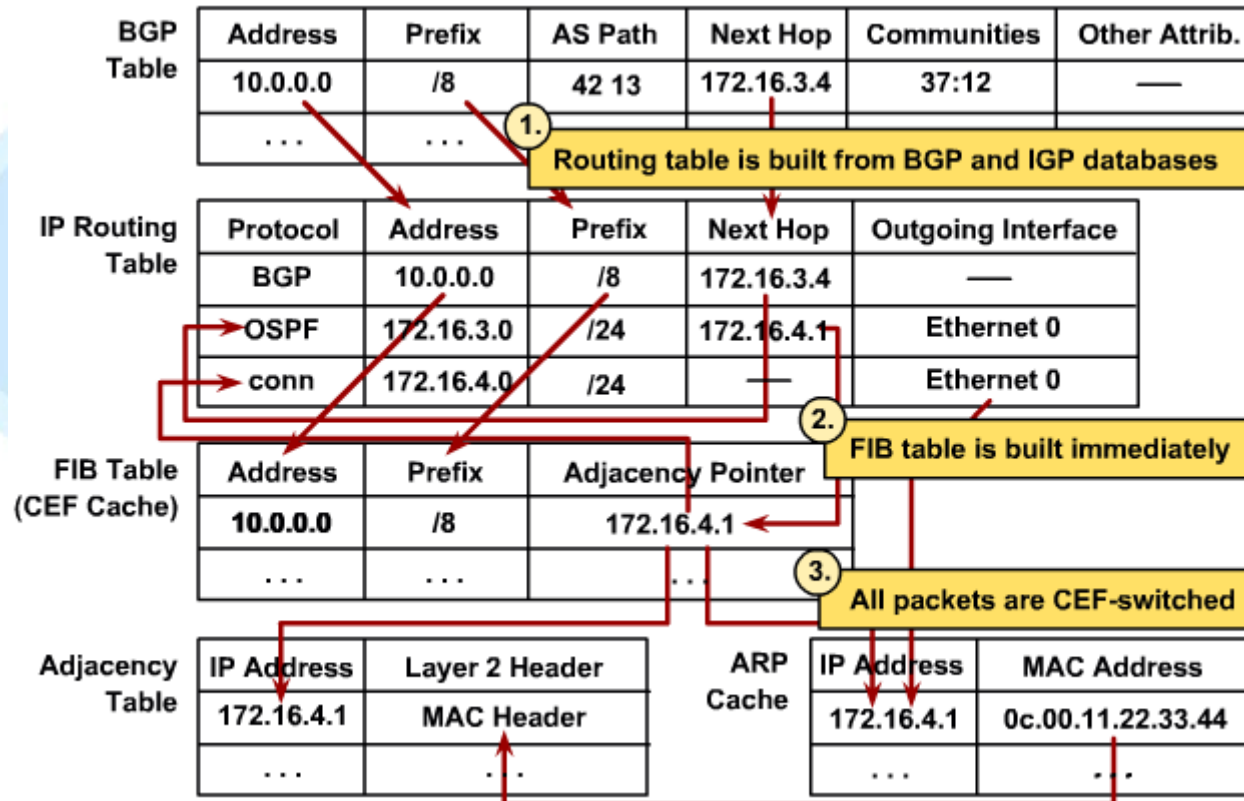 BGP Table
Address Prefix AS Path Next Hop Communities Other Attrib.
10.0.0.0 /8 42 13 172.16.3.4 37:12 —
... ...
1. Routing table is built from BGP and IGP databases
IP Routing Table
Protocol Address Prefix Next Hop Outgoing Interface
BGP 10.0.0.0 /8 172.16.3.4 —
OSPF 172.16.3.0 /24 172.16.4.1 Ethernet 0
conn 172.16.4.0 /24 — Ethernet 0
2. FIB table is built immediately
FIB Table (CEF Cache)
Address Prefix Adjacency Pointer
10.0.0.0 /8 172.16.4.1
... ... ...
3. All packets are CEF-switched
Adjacency Table
IP Address Layer 2 Header
172.16.4.1 MAC Header
... ...
ARP Cache
IP Address MAC Address
172.16.4.1 0c.00.11.22.33.44
... ...